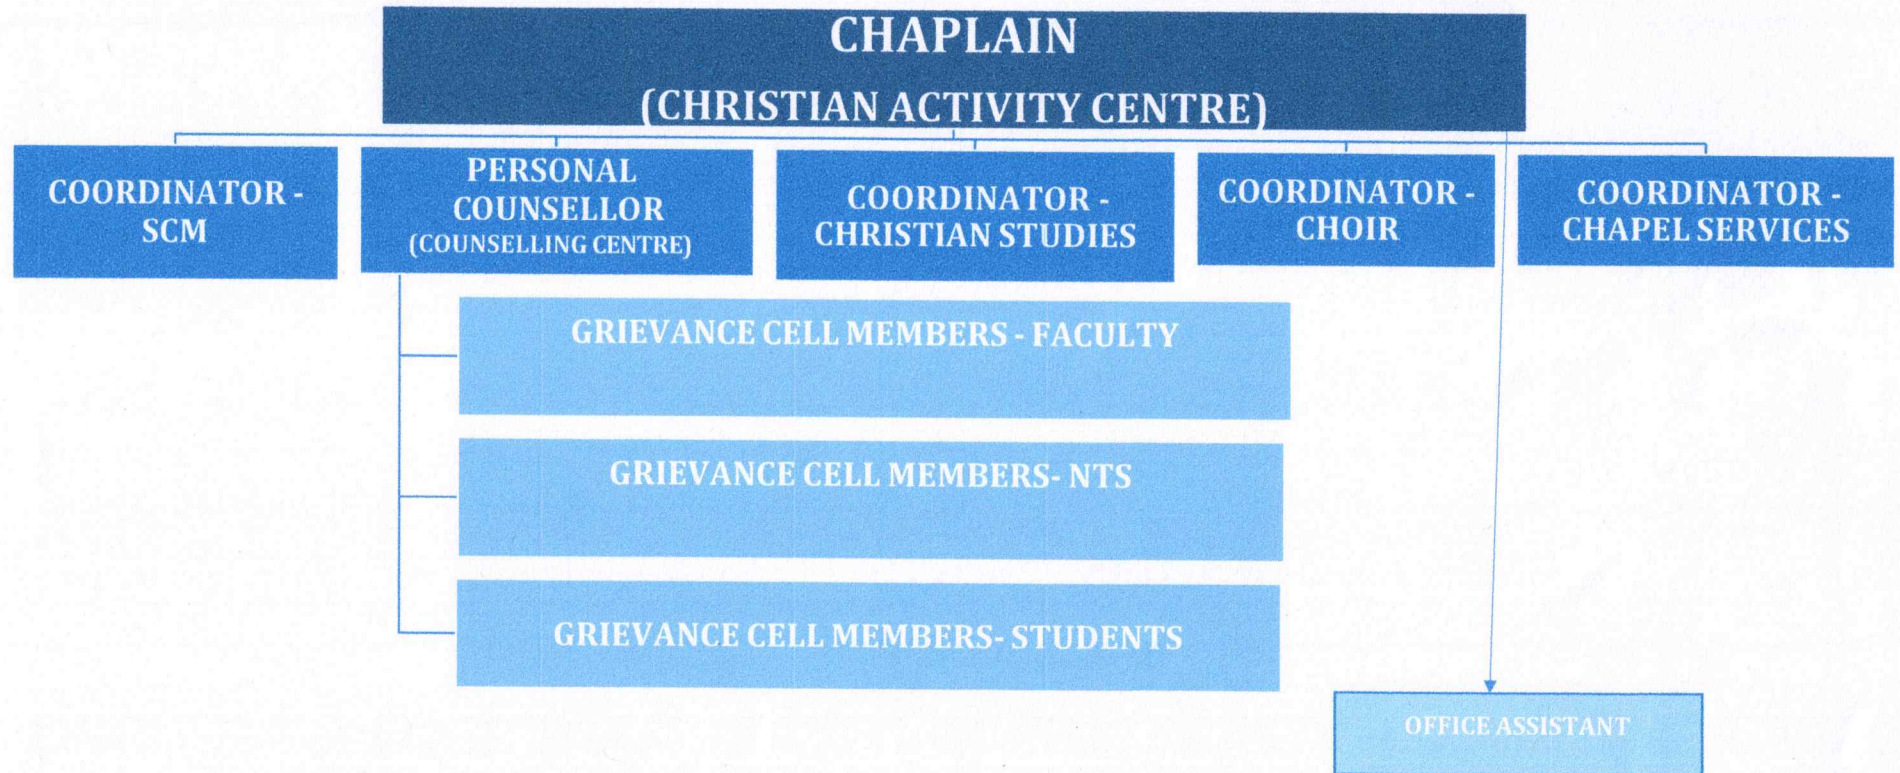 CHAPLAIN
(CHRISTIAN ACTIVITY CENTRE)
COORDINATOR -
SCM
PERSONAL
COUNSELLOR
(COUNSELLING CENTRE)
COORDINATOR -
CHRISTIAN STUDIES
COORDINATOR -
CHOIR
COORDINATOR -
CHAPEL SERVICES
GRIEVANCE CELL MEMBERS - FACULTY
GRIEVANCE CELL MEMBERS- NTS
GRIEVANCE CELL MEMBERS- STUDENTS
OFFICE ASSISTANT